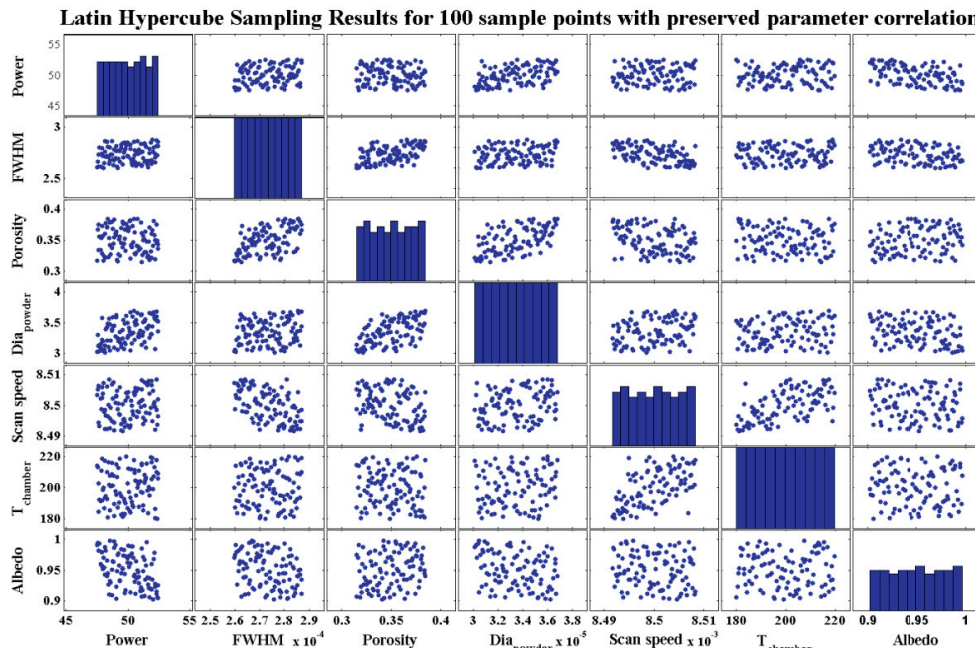 Latin Hypercube Sampling Results for 100 sample points with preserved parameter correlation
Power
55
50
45
FWHM
3
2.5
Porosity
0.4
0.35
0.3
Dia powder
4
3.5
3
Scan speed
8.51
8.5
8.49
T chamber
220
200
180
Albedo
1
0.95
0.9
45 50 55 2.5 2.6 2.7 2.8 2.9 0.3 0.35 0.4 3 3.2 3.4 3.6 3.8 8.49 8.5 8.51 180 200 220 0.9 0.95 1
Power FWHM x 10⁻⁴ Porosity Dia powder x 10⁻⁵ Scan speed x 10⁻³ T chamber Albedo